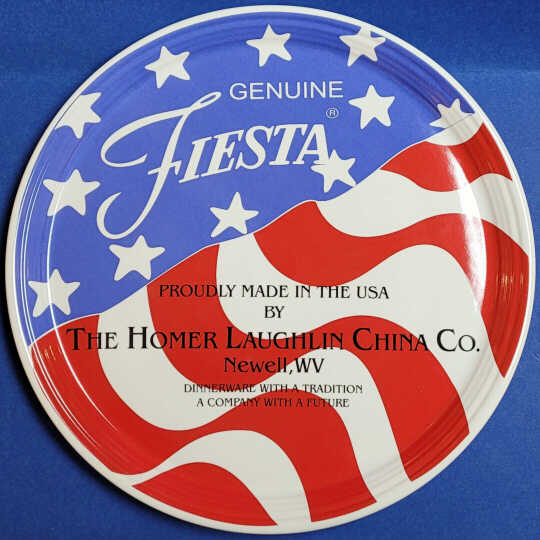 GENUINE
FIESTA®
PROUDLY MADE IN THE USA
BY
THE HOMER LAUGHLIN CHINA CO.
Newell, WV
DINNERWARE WITH A TRADITION
A COMPANY WITH A FUTURE